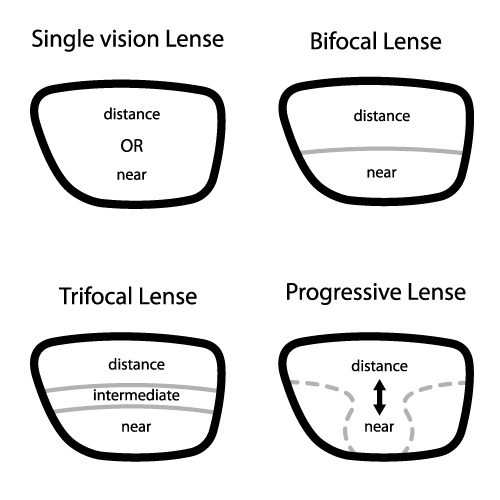 Single vision Lense
distance
OR
near
Bifocal Lense
distance
near
Trifocal Lense
distance
intermediate
near
Progressive Lense
distance
near